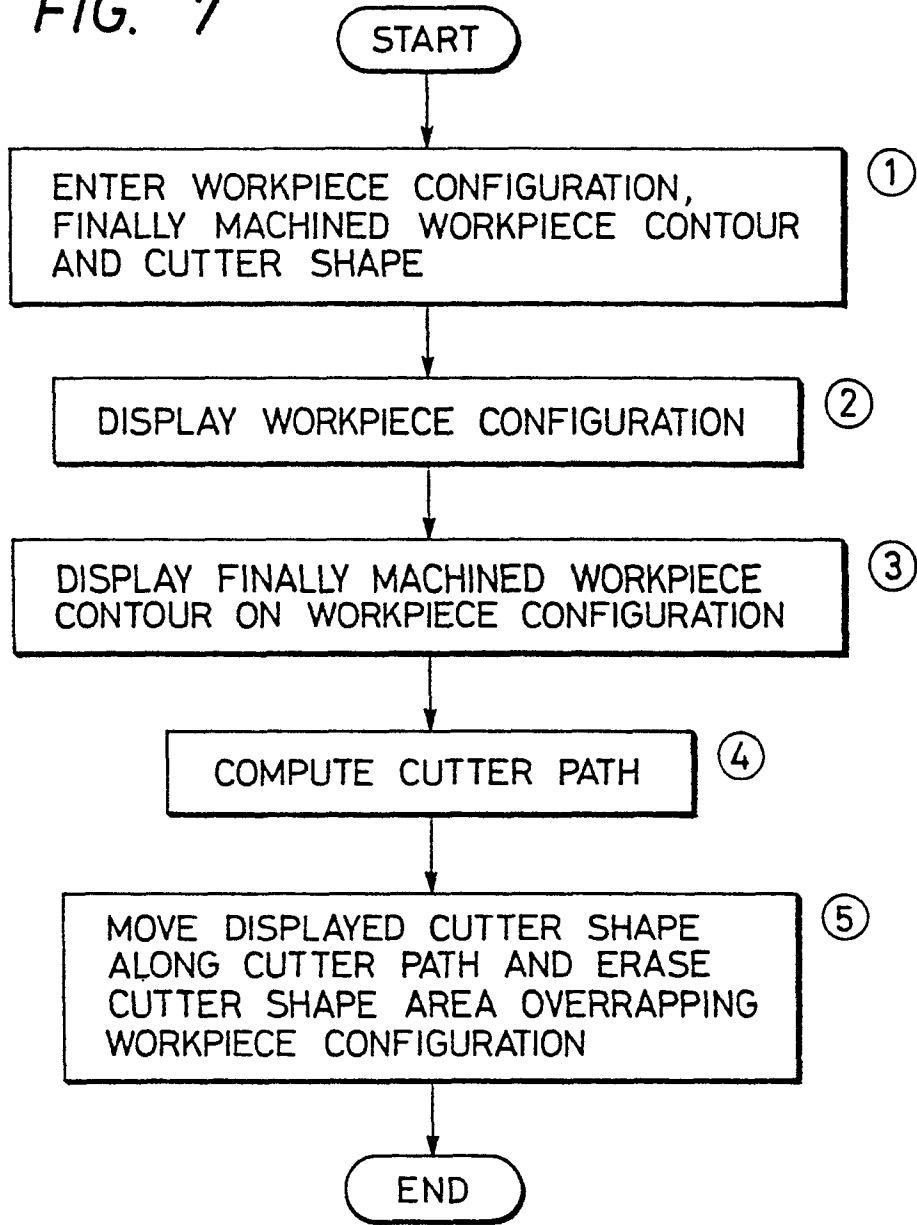 FIG. 7
START
ENTER WORKPIECE CONFIGURATION,
FINALLY MACHINED WORKPIECE CONTOUR
AND CUTTER SHAPE
①
DISPLAY WORKPIECE CONFIGURATION
②
DISPLAY FINALLY MACHINED WORKPIECE
CONTOUR ON WORKPIECE CONFIGURATION
③
COMPUTE CUTTER PATH
④
MOVE DISPLAYED CUTTER SHAPE
ALONG CUTTER PATH AND ERASE
CUTTER SHAPE AREA OVERRAPPING
WORKPIECE CONFIGURATION
⑤
END